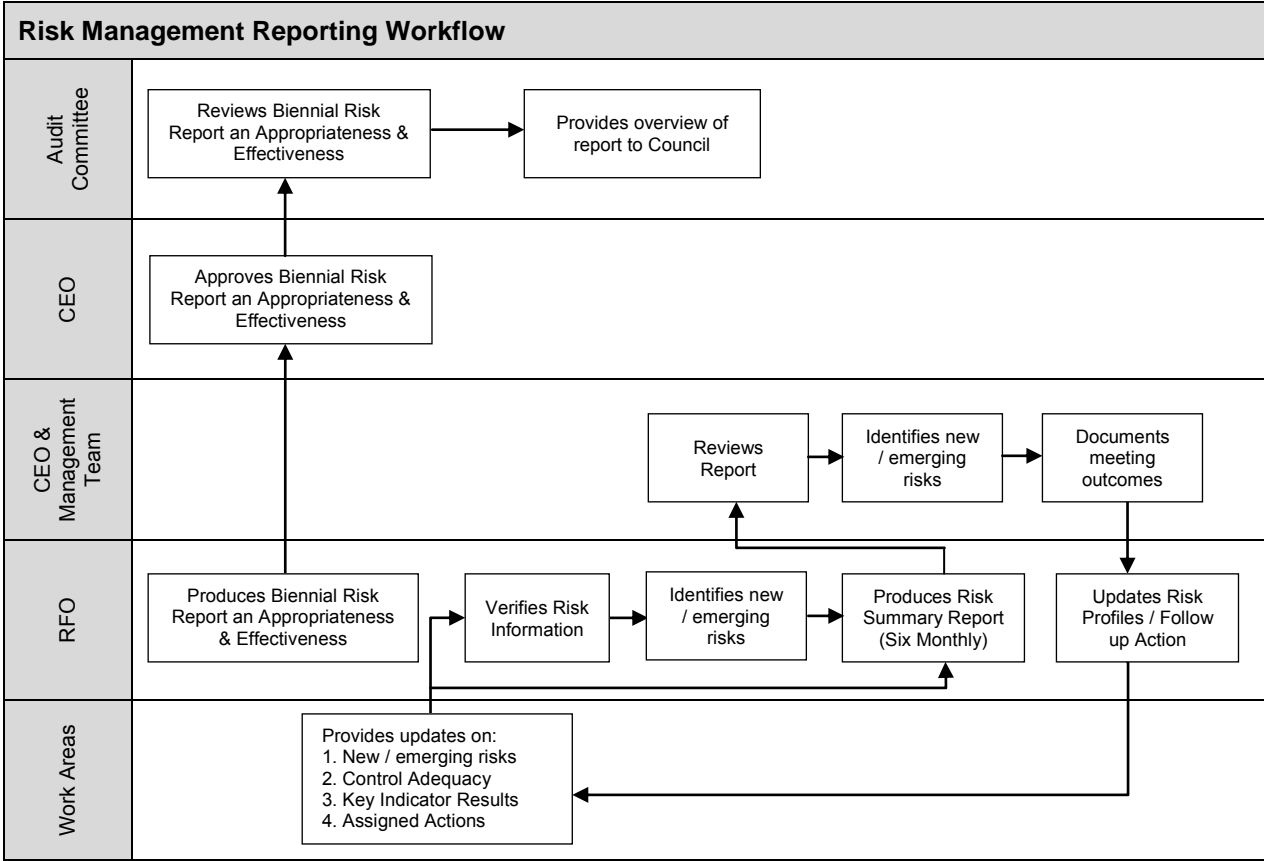 Risk Management Reporting Workflow
Audit
Committee
Reviews Biennial Risk
Report an Appropriateness &
Effectiveness
Provides overview of
report to Council
CEO
Approves Biennial Risk
Report an Appropriateness &
Effectiveness
CEO &
Management
Team
Reviews
Report
Identifies new
/ emerging
risks
Documents
meeting
outcomes
RFO
Produces Biennial Risk
Report an Appropriateness
& Effectiveness
Verifies Risk
Information
Identifies new
/ emerging
risks
Produces Risk
Summary Report
(Six Monthly)
Updates Risk
Profiles / Follow
up Action
Work Areas
Provides updates on:
1. New / emerging risks
2. Control Adequacy
3. Key Indicator Results
4. Assigned Actions